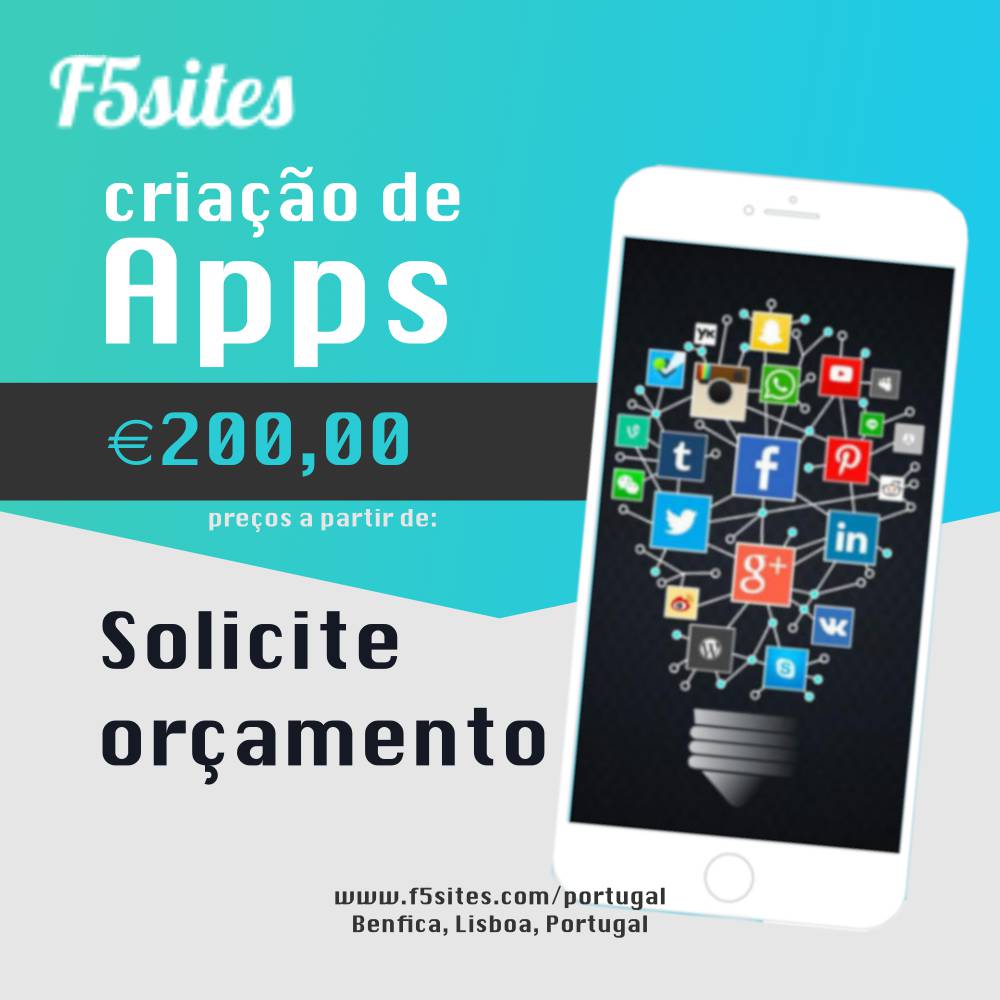 F5sites
criação de
Apps
€200,00
preços a partir de:
Solicite
orçamento
www.f5sites.com/portugal
Benfica, Lisboa, Portugal